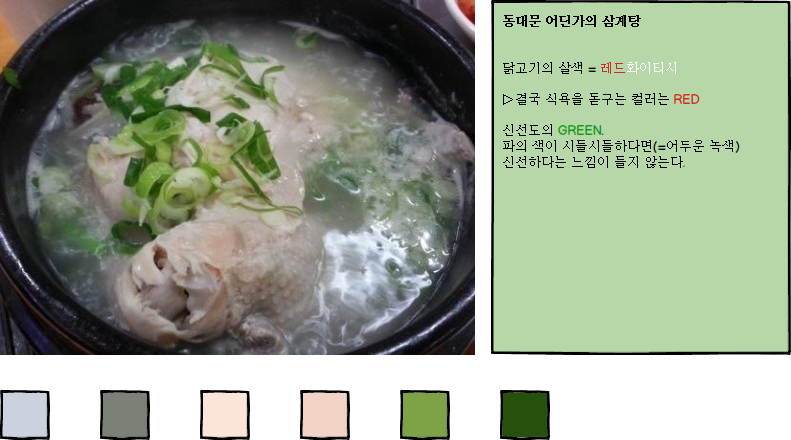 동대문 어딘가의 삼계탕
닭고기의 살색 = 레드화이티시
▷결국 식욕을 돋구는 컬러는 RED
신선도의 GREEN.
파의 색이 시들시들하다면(=어두운 녹색)
신선하다는 느낌이 들지 않는다.